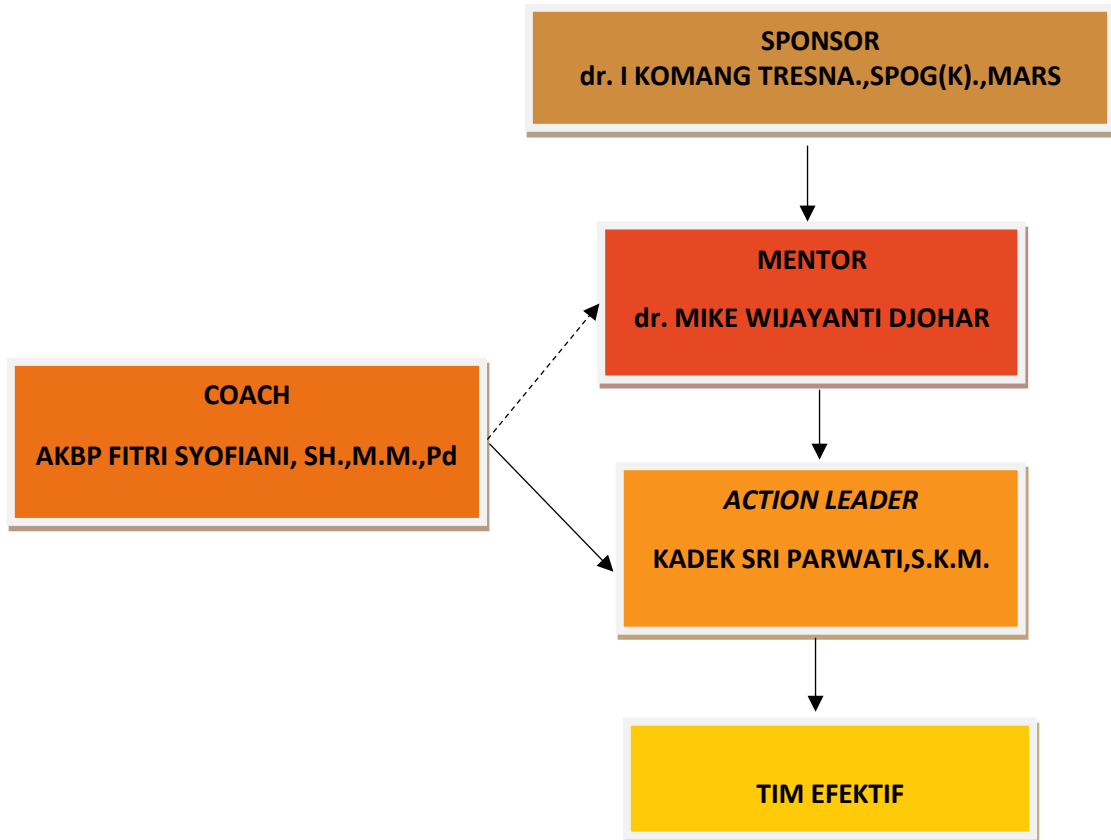 SPONSOR
dr. I KOMANG TRESNA.,SPOG(K).,MARS
MENTOR
dr. MIKE WIJAYANTI DJOHAR
COACH
AKBP FITRI SYOFIANI, SH.,M.M.,Pd
ACTION LEADER
KADEK SRI PARWATI,S.K.M.
TIM EFEKTIF